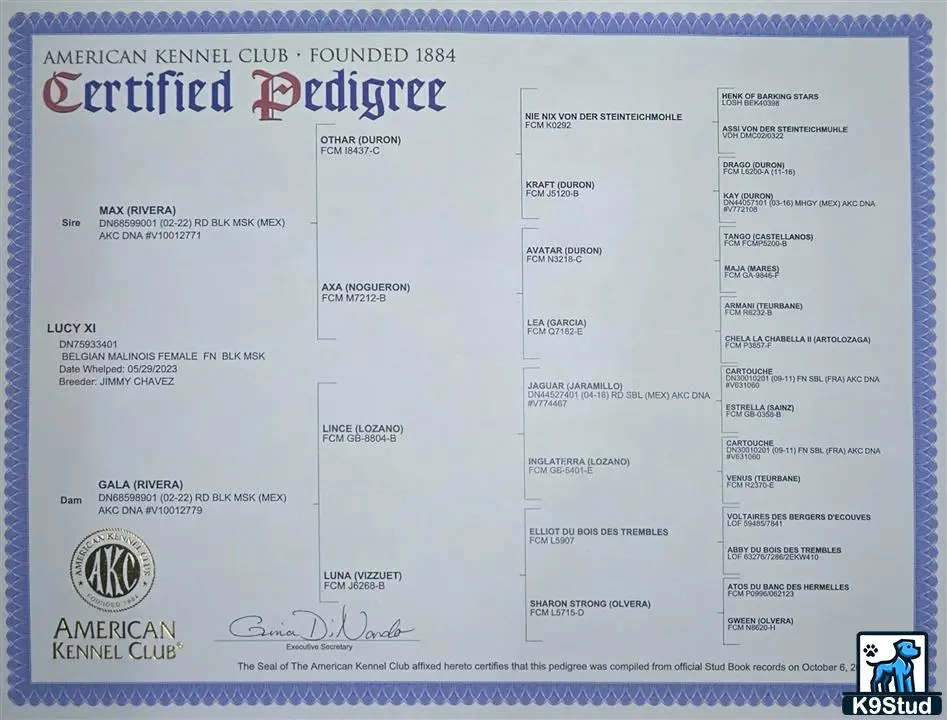 AMERICAN KENNEL CLUB · FOUNDED 1884
Certified Pedigree
LUCY XI
DN75933401
BELGIAN MALINOIS FEMALE FN BLK MSK
Date Whelped: 05/29/2023
Breeder: JIMMY CHAVEZ
Sire
MAX (RIVERA)
DN68599001 (02-22) RD BLK MSK (MEX)
AKC DNA #V10012771
Dam
GALA (RIVERA)
DN68598901 (02-22) RD BLK MSK (MEX)
AKC DNA #V10012779
OTHAR (DURON)
FCM I8437-C
AXA (NOGUERON)
FCM M7212-B
LINCE (LOZANO)
FCM GB-8804-B
LUNA (VIZZUET)
FCM J6268-B
NIE NIX VON DER STEINTEICHMOHLE
FCM K0292
KRAFT (DURON)
FCM J5120-B
AVATAR (DURON)
FCM N3218-C
LEA (GARCIA)
FCM Q7182-E
JAGUAR (JARAMILLO)
DN44527401 (04-16) RD SBL (MEX) AKC DNA
#V774467
INGLATERRA (LOZANO)
FCM GB-5401-E
ELLIOT DU BOIS DES TREMBLES
FCM L5907
SHARON STRONG (OLVERA)
FCM L5715-D
HENK OF BARKING STARS
LOSH BEK40398
ASSI VON DER STEINTEICHMUHLE
VDH DMC02/0322
DRAGO (DURON)
FCM L6200-A (11-16)
KAY (DURON)
DN44057101 (03-16) MHGY (MEX) AKC DNA
#V772108
TANGO (CASTELLANOS)
FCM FCMP5200-B
MAJA (MARES)
FCM GA-9846-F
ARMANI (TEURBANE)
FCM R6232-B
CHELA LA CHABELLA II (ARTOLOZAGA)
FCM P3857-F
CARTOUCHE
DN30010201 (09-11) FN SBL (FRA) AKC DNA
#V631060
ESTRELLA (SAINZ)
FCM GB-0358-B
CARTOUCHE
DN30010201 (09-11) FN SBL (FRA) AKC DNA
#V631060
VENUS (TEURBANE)
FCM R2370-E
VOLTAIRES DES BERGERS D'ECOUVES
LOF 59485/7841
ABBY DU BOIS DES TREMBLES
LOF 63276/7286/2EKW410
ATOS DU BANC DES HERMELLES
FCM P0996/062123
GWEEN (OLVERA)
FCM N8620-H
AMERICAN KENNEL CLUB
AKC
FOUNDED 1884
AMERICAN
KENNEL CLUB®
Gina DiNardo
Executive Secretary
The Seal of The American Kennel Club affixed hereto certifies that this pedigree was compiled from official Stud Book records on October 6, 2
K9Stud